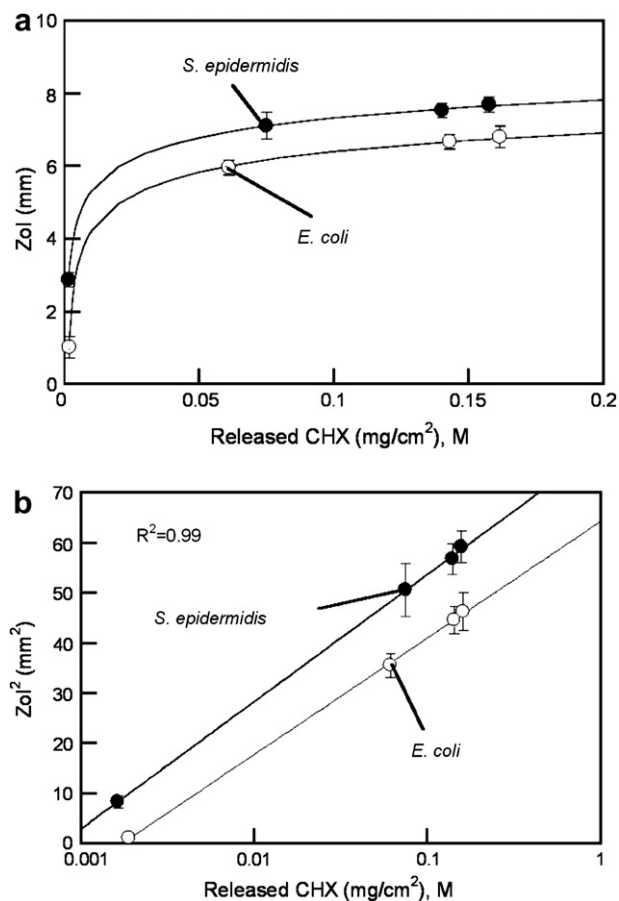 a
10
8
6
4
2
0
ZoI (mm)
S. epidermidis
E. coli
0 0.05 0.1 0.15 0.2
Released CHX (mg/cm²), M
b
70
60
50
40
30
20
10
0
ZoI² (mm²)
R²=0.99
S. epidermidis
E. coli
0.001 0.01 0.1 1
Released CHX (mg/cm²), M